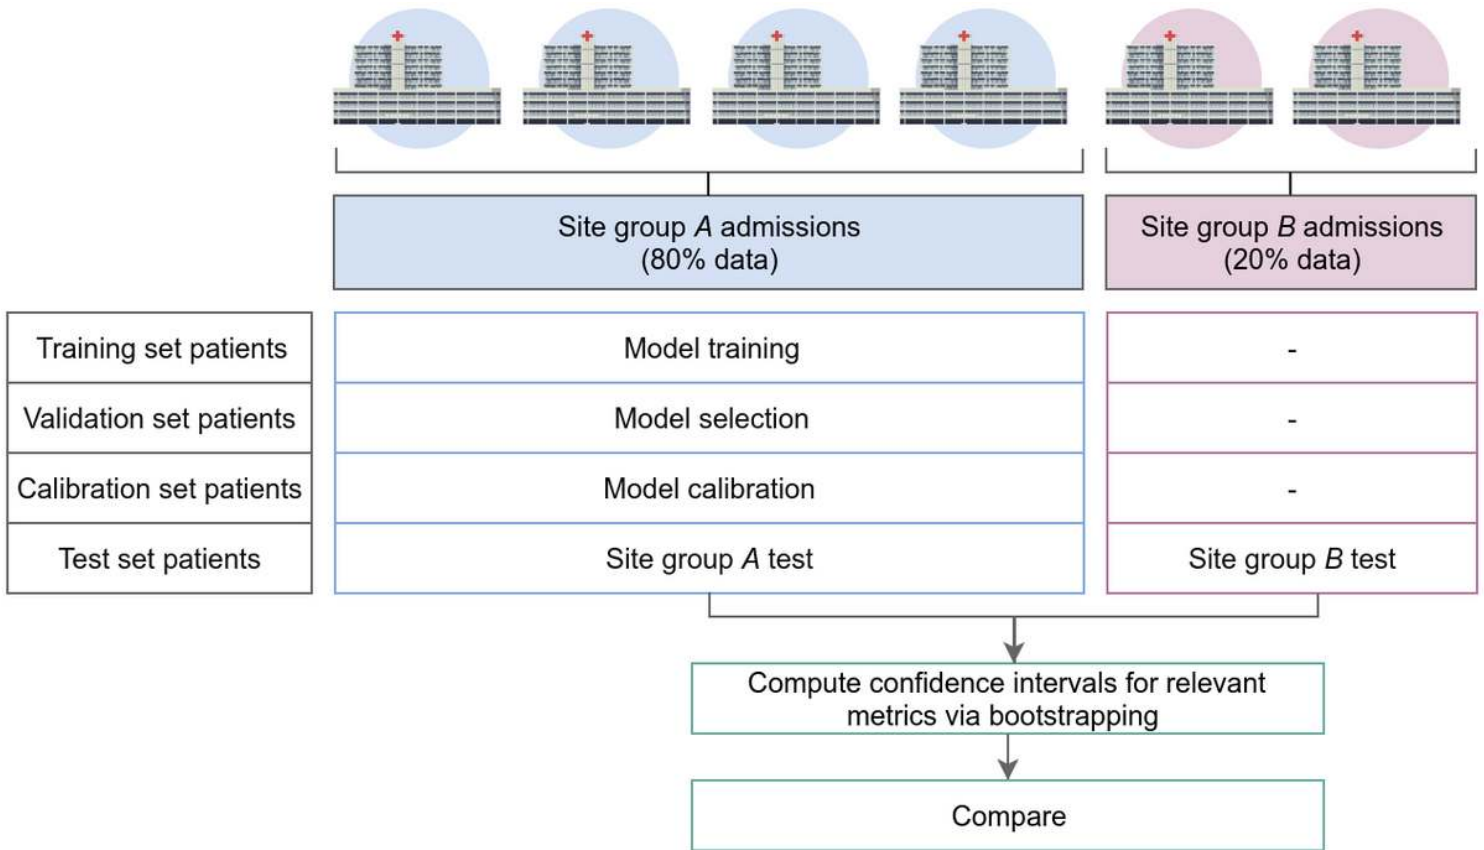 Site group A admissions
(80% data)
Site group B admissions
(20% data)
Training set patients
Model training
-
Validation set patients
Model selection
-
Calibration set patients
Model calibration
-
Test set patients
Site group A test
Site group B test
Compute confidence intervals for relevant
metrics via bootstrapping
Compare